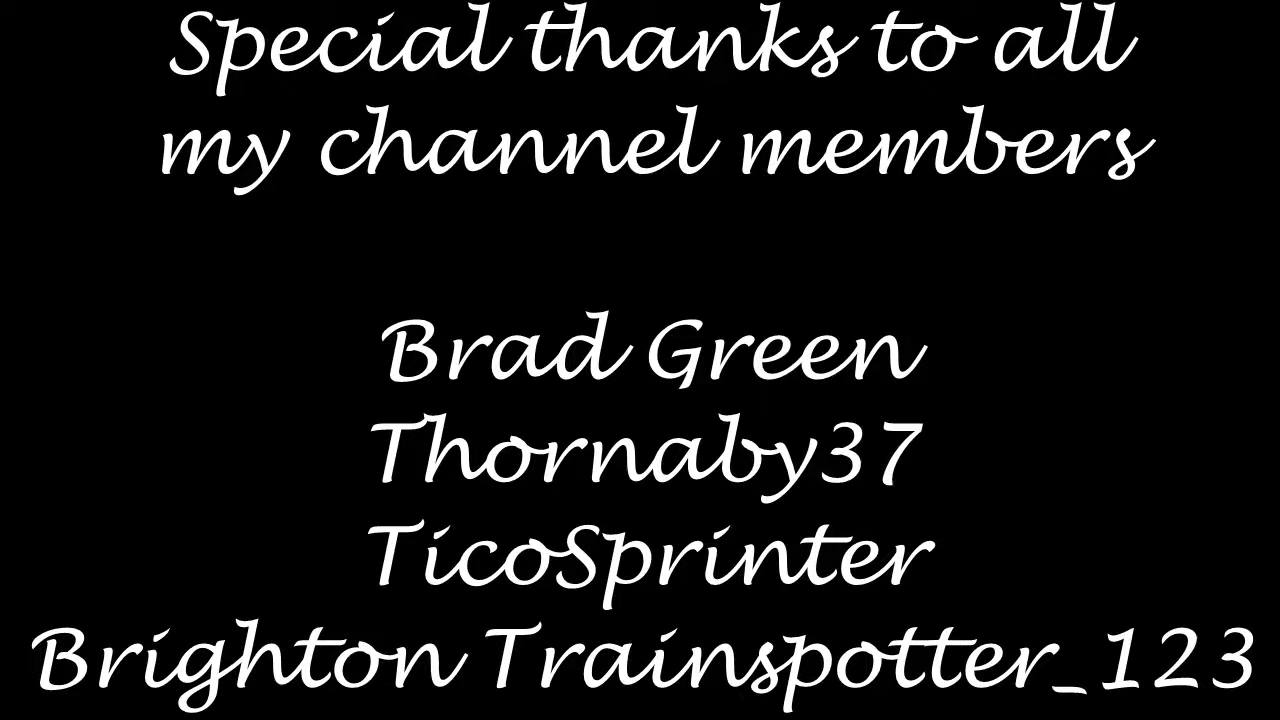 Special thanks to all
my channel members
Brad Green
Thornaby37
TicoSprinter
Brighton Trainspotter_123